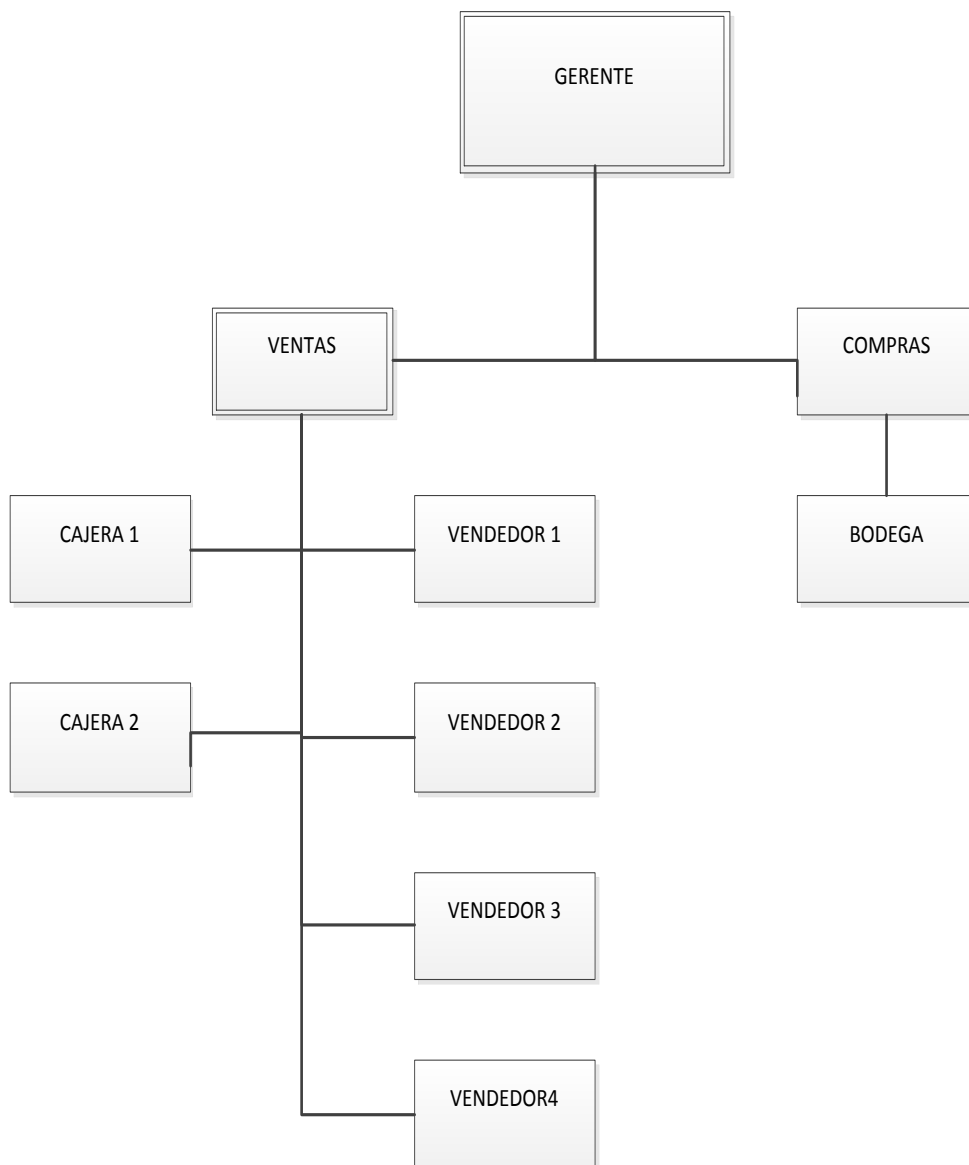 GERENTE
VENTAS
COMPRAS
CAJERA 1
VENDEDOR 1
BODEGA
CAJERA 2
VENDEDOR 2
VENDEDOR 3
VENDEDOR4